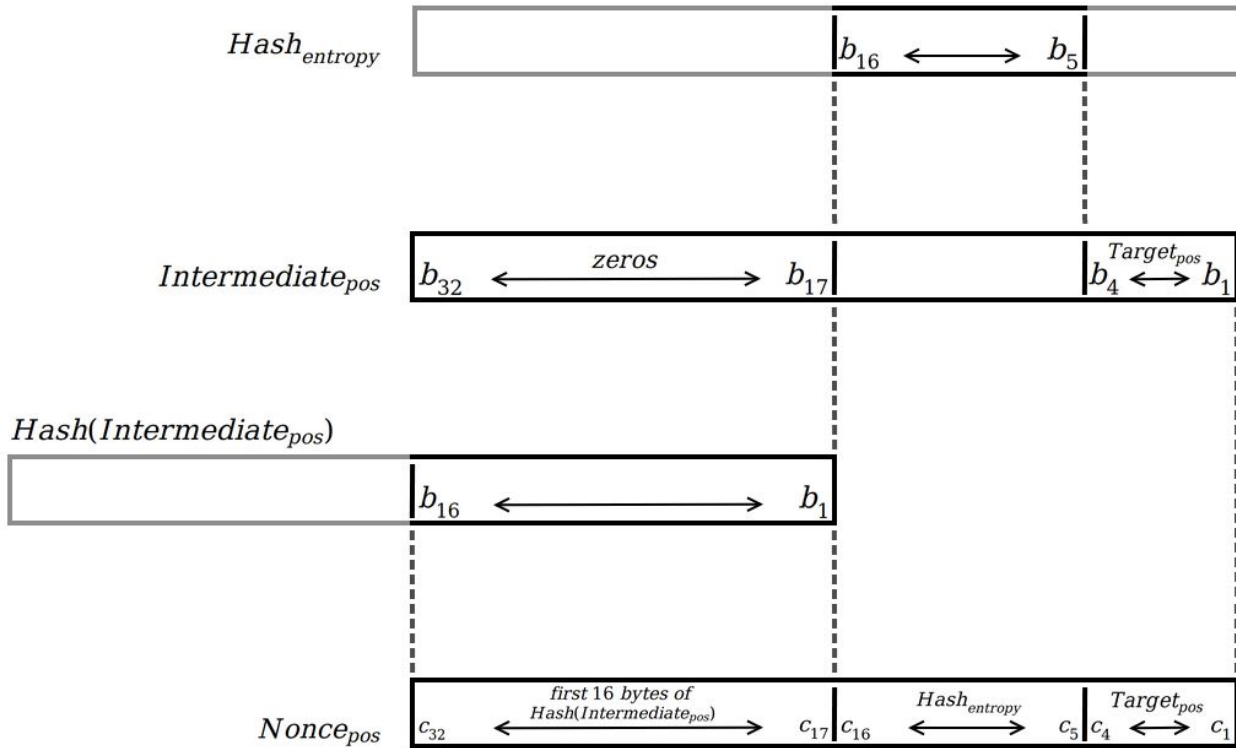 Hash_entropy b_16 b_5
zeros Target_pos
Intermediate_pos b_32 b_17 b_4 b_1
Hash(Intermediate_pos)
b_16 b_1
first 16 bytes of
Hash(Intermediate_pos) Hash_entropy Target_pos
Nonce_pos c_32 c_17 c_16 c_5 c_4 c_1